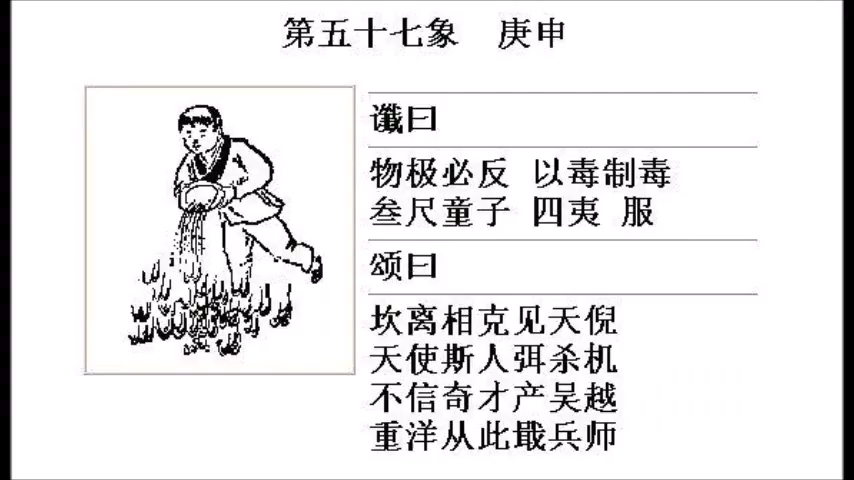 第五十七象 庚申
谶曰
物极必反 以毒制毒
叁尺童子 四夷 服
颂曰
坎离相克见天倪
天使斯人弭杀机
不信奇才产吴越
重洋从此戢兵师